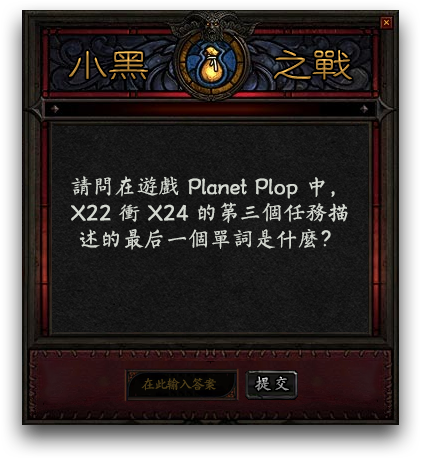 小黑之戰
請問在遊戲 Planet Plop 中，
X22 衝 X24 的第三個任務描
述的最后一個單詞是什麼？
在此輸入答案
提交